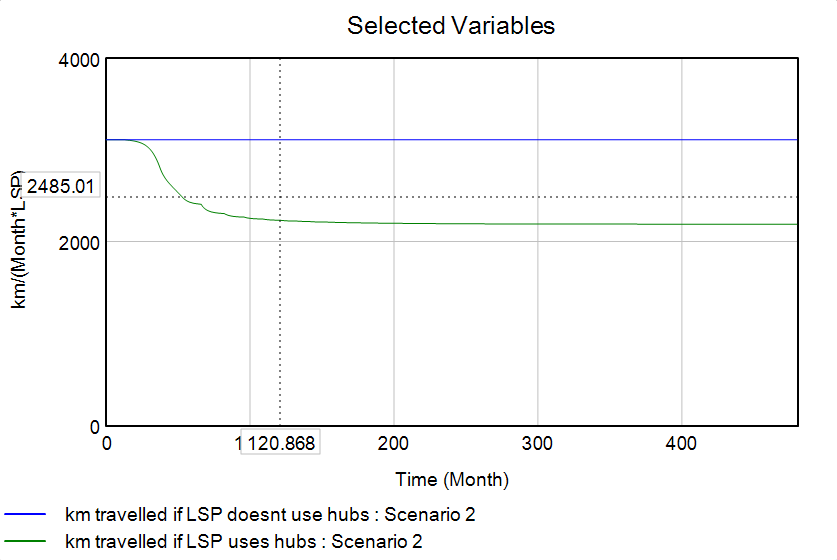 Selected Variables
4000
2485.01
km/(Month*LSP)
2000
0
0
120.868
200
300
400
Time (Month)
km travelled if LSP doesnt use hubs : Scenario 2
km travelled if LSP uses hubs : Scenario 2